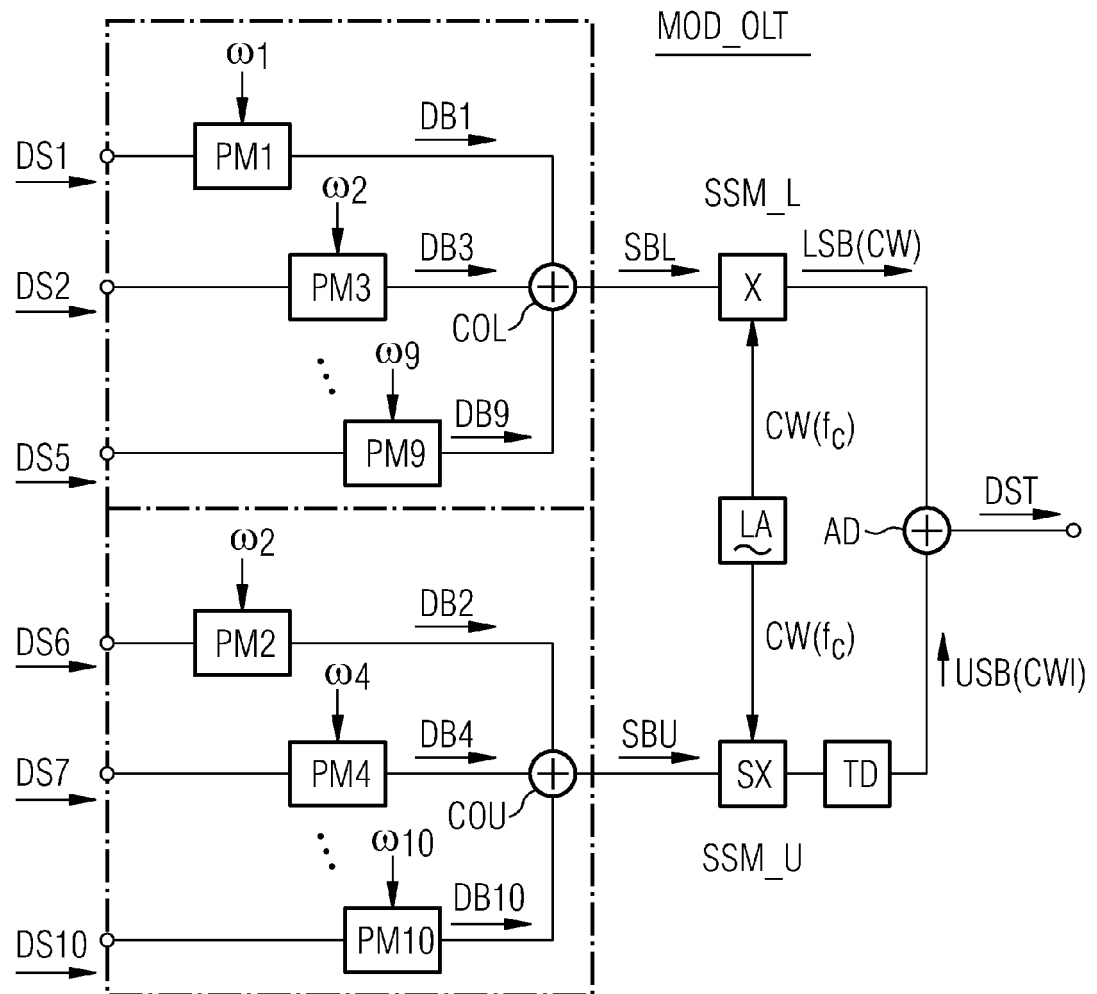 MOD_OLT
ω1
DS1
PM1
DB1
ω2
SSM_L
DS2
PM3
DB3
SBL
X
LSB(CW)
COL
ω9
DS5
PM9
DB9
CW(fC)
LA
AD
DST
ω2
DS6
PM2
DB2
CW(fC)
USB(CWI)
ω4
DS7
PM4
DB4
SBU
SX
TD
COU
SSM_U
ω10
DS10
PM10
DB10